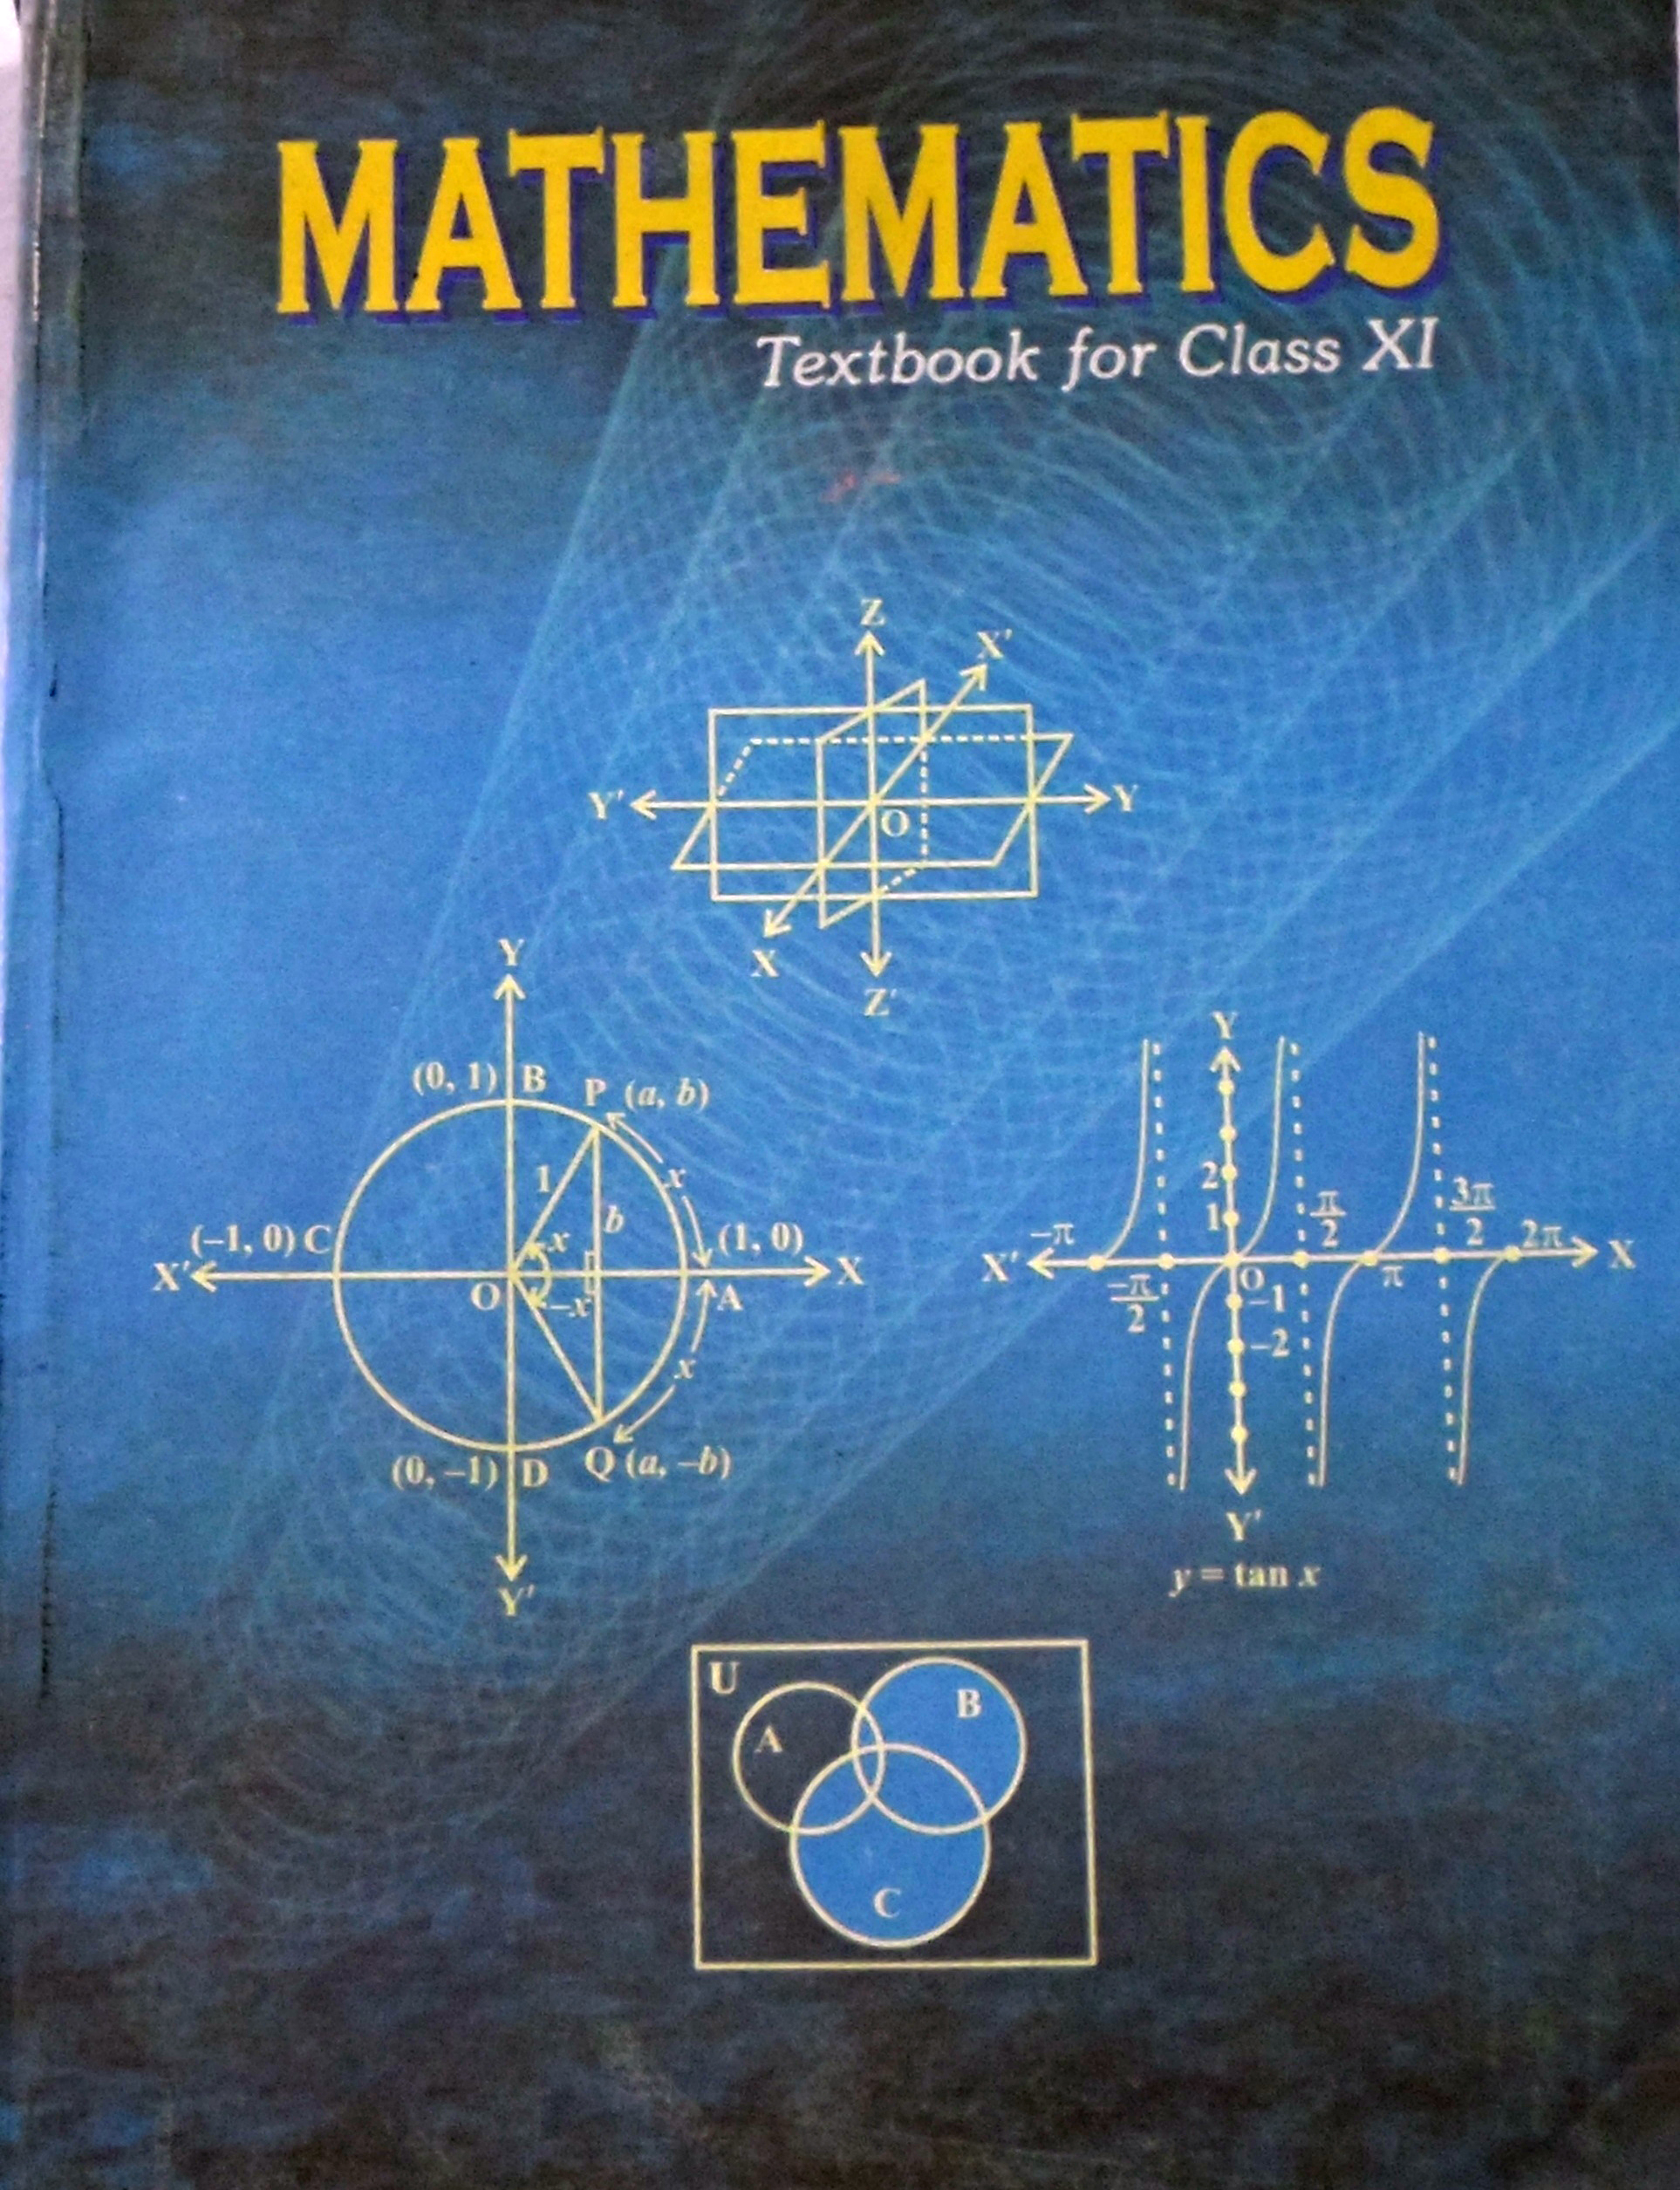 MATHEMATICS
Textbook for Class XI
Z
X'
Y' Y
O
X
Z'
Y
(0, 1) B P (a, b)
x
1
b
(-1, 0) C x (1, 0)
X' X
O -x A
x
(0, -1) D Q (a, -b)
Y'
Y
2
1
-π π/2 3π/2 2π
X' X
-π/2 O π
-1
-2
Y'
y = tan x
U
B
A
C